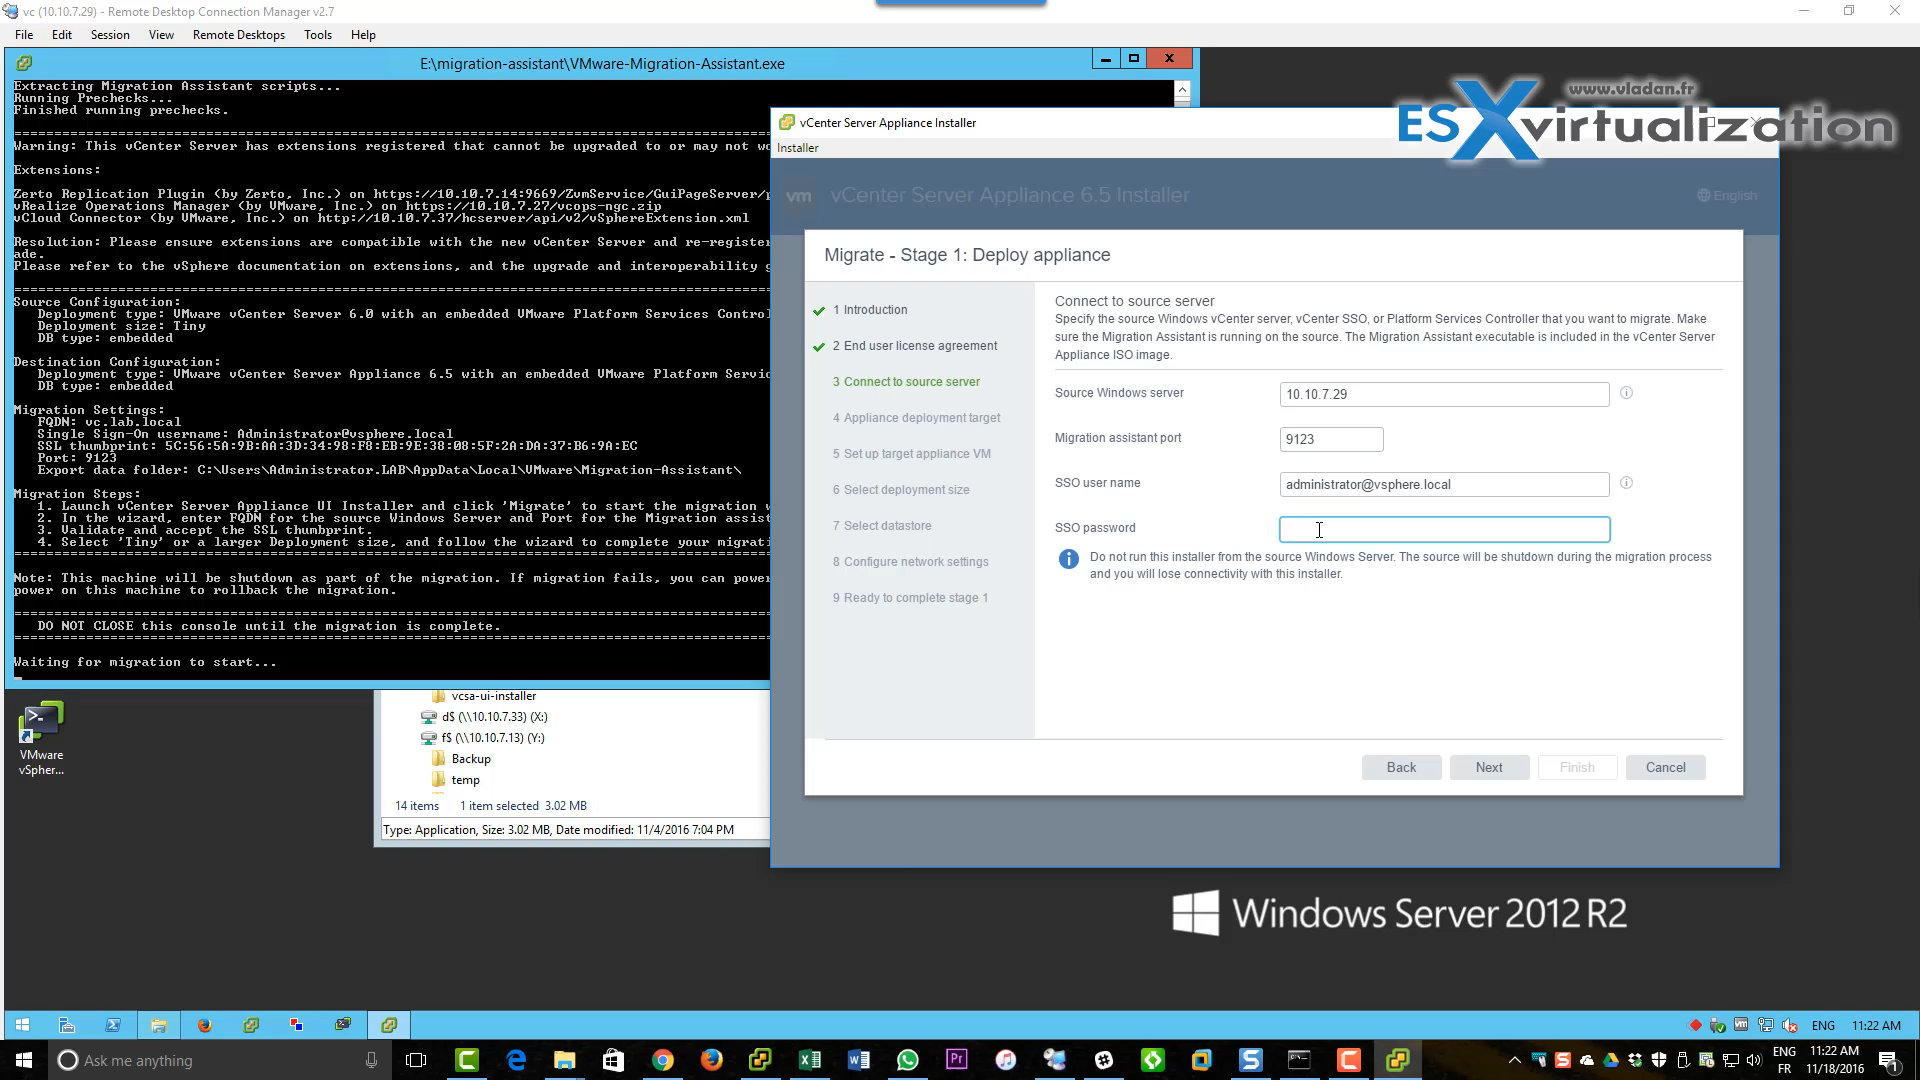 vc (10.10.7.29) - Remote Desktop Connection Manager v2.7
File Edit Session View Remote Desktops Tools Help
E:\migration-assistant\VMware-Migration-Assistant.exe
Extracting Migration Assistant scripts...
Running Prechecks...
Finished running prechecks.
Warning: This vCenter Server has extensions registered that cannot be upgraded to or may not wo
Extensions:
Zerto Replication Plugin (by Zerto, Inc.) on https://10.10.7.14:9669/ZvmService/GuiPageServer/p
vRealize Operations Manager (by VMware, Inc.) on https://10.10.7.27/vcops-ngc.zip
vCloud Connector (by VMware, Inc.) on http://10.10.7.37/hcserver/api/v2/vSphereExtension.xml
Resolution: Please ensure extensions are compatible with the new vCenter Server and re-register
ade.
Please refer to the vSphere documentation on extensions, and the upgrade and interoperability g
Source Configuration:
Deployment type: VMware vCenter Server 6.0 with an embedded VMware Platform Services Control
Deployment size: Tiny
DB type: embedded
Destination Configuration:
Deployment type: VMware vCenter Server Appliance 6.5 with an embedded VMware Platform Servic
DB type: embedded
Migration Settings:
FQDN: vc.lab.local
Single Sign-On username: Administrator@vsphere.local
SSL thumbprint: 5C:56:5A:9B:AA:3D:34:98:F8:9E:38:08:5F:2A:DA:37:B6:9A:EC
Port: 9123
Export data folder: C:\Users\Administrator.LAB\AppData\Local\VMware\Migration-Assistant\
Migration Steps:
1. Launch vCenter Server Appliance UI Installer and click 'Migrate' to start the migration w
2. In the wizard, enter FQDN for the source Windows Server and Port for the Migration assist
3. Validate and accept the SSL thumbprint.
4. Select 'Tiny' or a larger Deployment size, and follow the wizard to complete your migrati
Note: This machine will be shutdown as part of the migration. If migration fails, you can power
power on this machine to rollback the migration.
DO NOT CLOSE this console until the migration is complete.
Waiting for migration to start...
www.vladan.fr
ESXvirtualization
vCenter Server Appliance Installer
Installer
vm vCenter Server Appliance 6.5 Installer
English
Migrate - Stage 1: Deploy appliance
1 Introduction
2 End user license agreement
3 Connect to source server
4 Appliance deployment target
5 Set up target appliance VM
6 Select deployment size
7 Select datastore
8 Configure network settings
9 Ready to complete stage 1
Connect to source server
Specify the source Windows vCenter server, vCenter SSO, or Platform Services Controller that you want to migrate. Make
sure the Migration Assistant is running on the source. The Migration Assistant executable is included in the vCenter Server
Appliance ISO image.
Source Windows server 10.10.7.29
Migration assistant port 9123
SSO user name administrator@vsphere.local
SSO password
Do not run this installer from the source Windows Server. The source will be shutdown during the migration process
and you will lose connectivity with this installer.
Back Next Finish Cancel
VMware
vSpher...
vcsa-ui-installer
d$ (\\10.10.7.33) (X:)
f$ (\\10.10.7.13) (Y:)
Backup
temp
14 items 1 item selected 3.02 MB
Type: Application, Size: 3.02 MB, Date modified: 11/4/2016 7:04 PM
Windows Server 2012 R2
ENG 11:22 AM
Ask me anything
ENG
FR
11:22 AM
11/18/2016